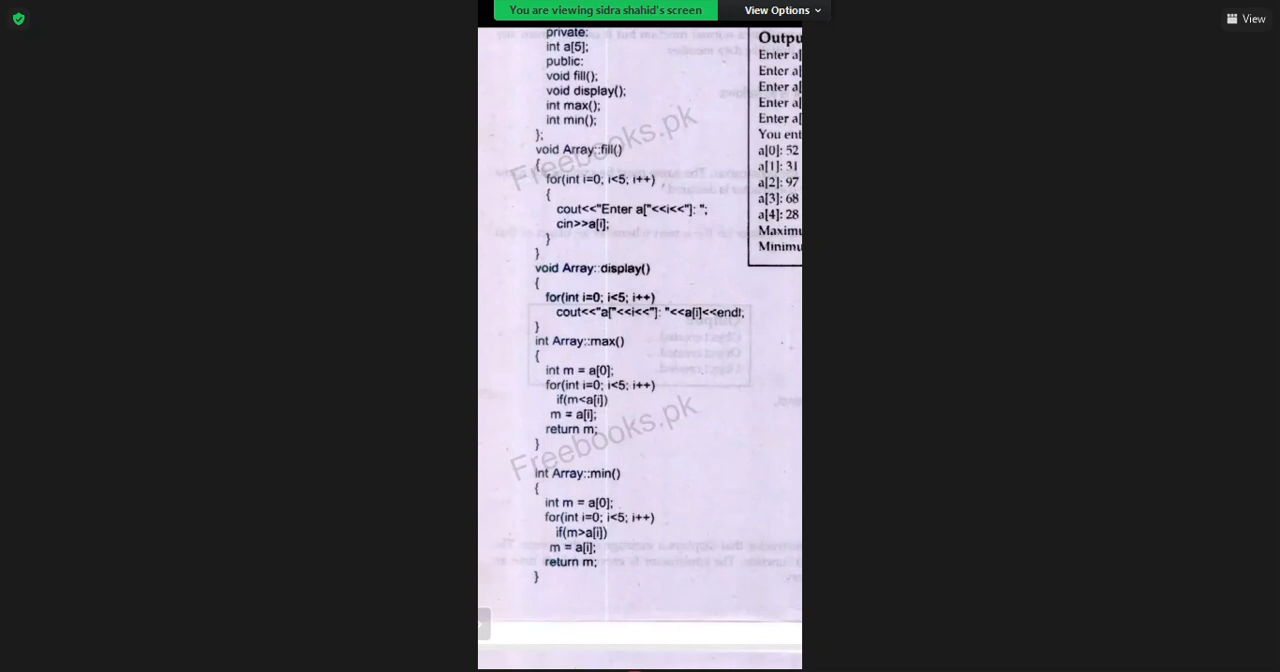 You are viewing sidra shahid's screen
View Options
View
private:
int a[5];
public:
void fill();
void display();
int max();
int min();
};
void Array::fill()
{
for(int i=0; i<5; i++)
{
cout<<"Enter a["<<i<<"]: ";
cin>>a[i];
}
}
void Array::display()
{
for(int i=0; i<5; i++)
cout<<"a["<<i<<"]: "<<a[i]<<endl;
}
int Array::max()
{
int m = a[0];
for(int i=0; i<5; i++)
if(m<a[i])
m = a[i];
return m;
}
int Array::min()
{
int m = a[0];
for(int i=0; i<5; i++)
if(m>a[i])
m = a[i];
return m;
}
Outpu
Enter a[
Enter a[
Enter a[
Enter a[
Enter a[
You ent
a[0]: 52
a[1]: 31
a[2]: 97
a[3]: 68
a[4]: 28
Maximu
Minimu
Freebooks.pk
Freebooks.pk